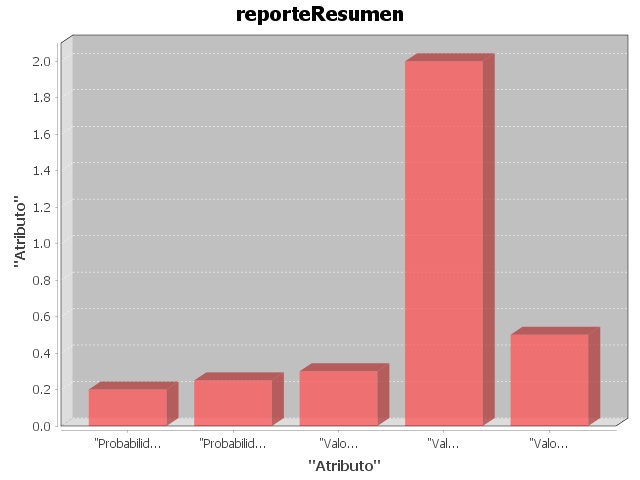 reporteResumen
2.0
1.8
1.6
1.4
1.2
1.0
0.8
0.6
0.4
0.2
0.0
"Atributo"
"Probabilid...
"Probabilid...
"Valo...
"Val...
"Valo...
"Atributo"